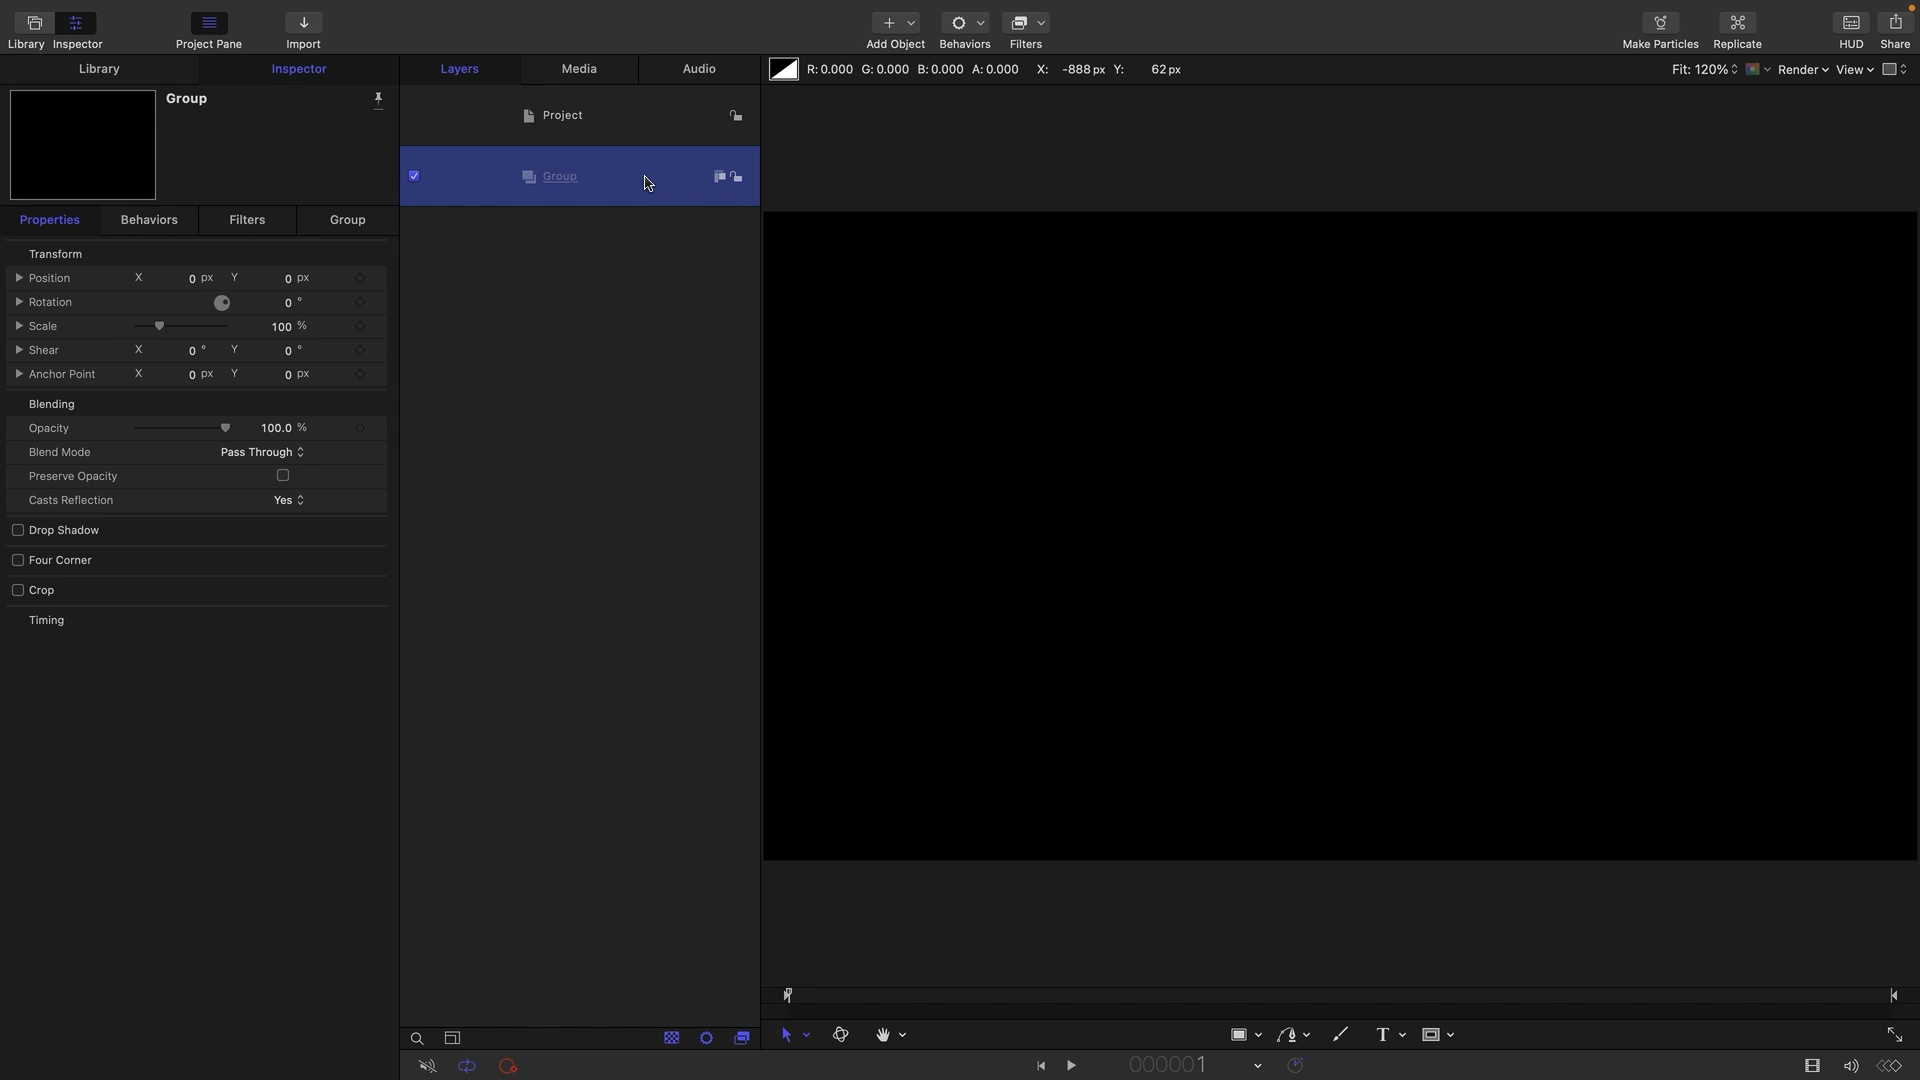 Library Inspector Project Pane Import Add Object Behaviors Filters Make Particles Replicate HUD Share
Library Inspector Layers Media Audio R: 0.000 G: 0.000 B: 0.000 A: 0.000 X: -888 px Y: 62 px Fit: 120% Render View
Group
Project
Group
Properties Behaviors Filters Group
Transform
Position X 0 px Y 0 px
Rotation 0 °
Scale 100 %
Shear X 0 ° Y 0 °
Anchor Point X 0 px Y 0 px
Blending
Opacity 100.0 %
Blend Mode Pass Through
Preserve Opacity
Casts Reflection Yes
Drop Shadow
Four Corner
Crop
Timing
T
000001